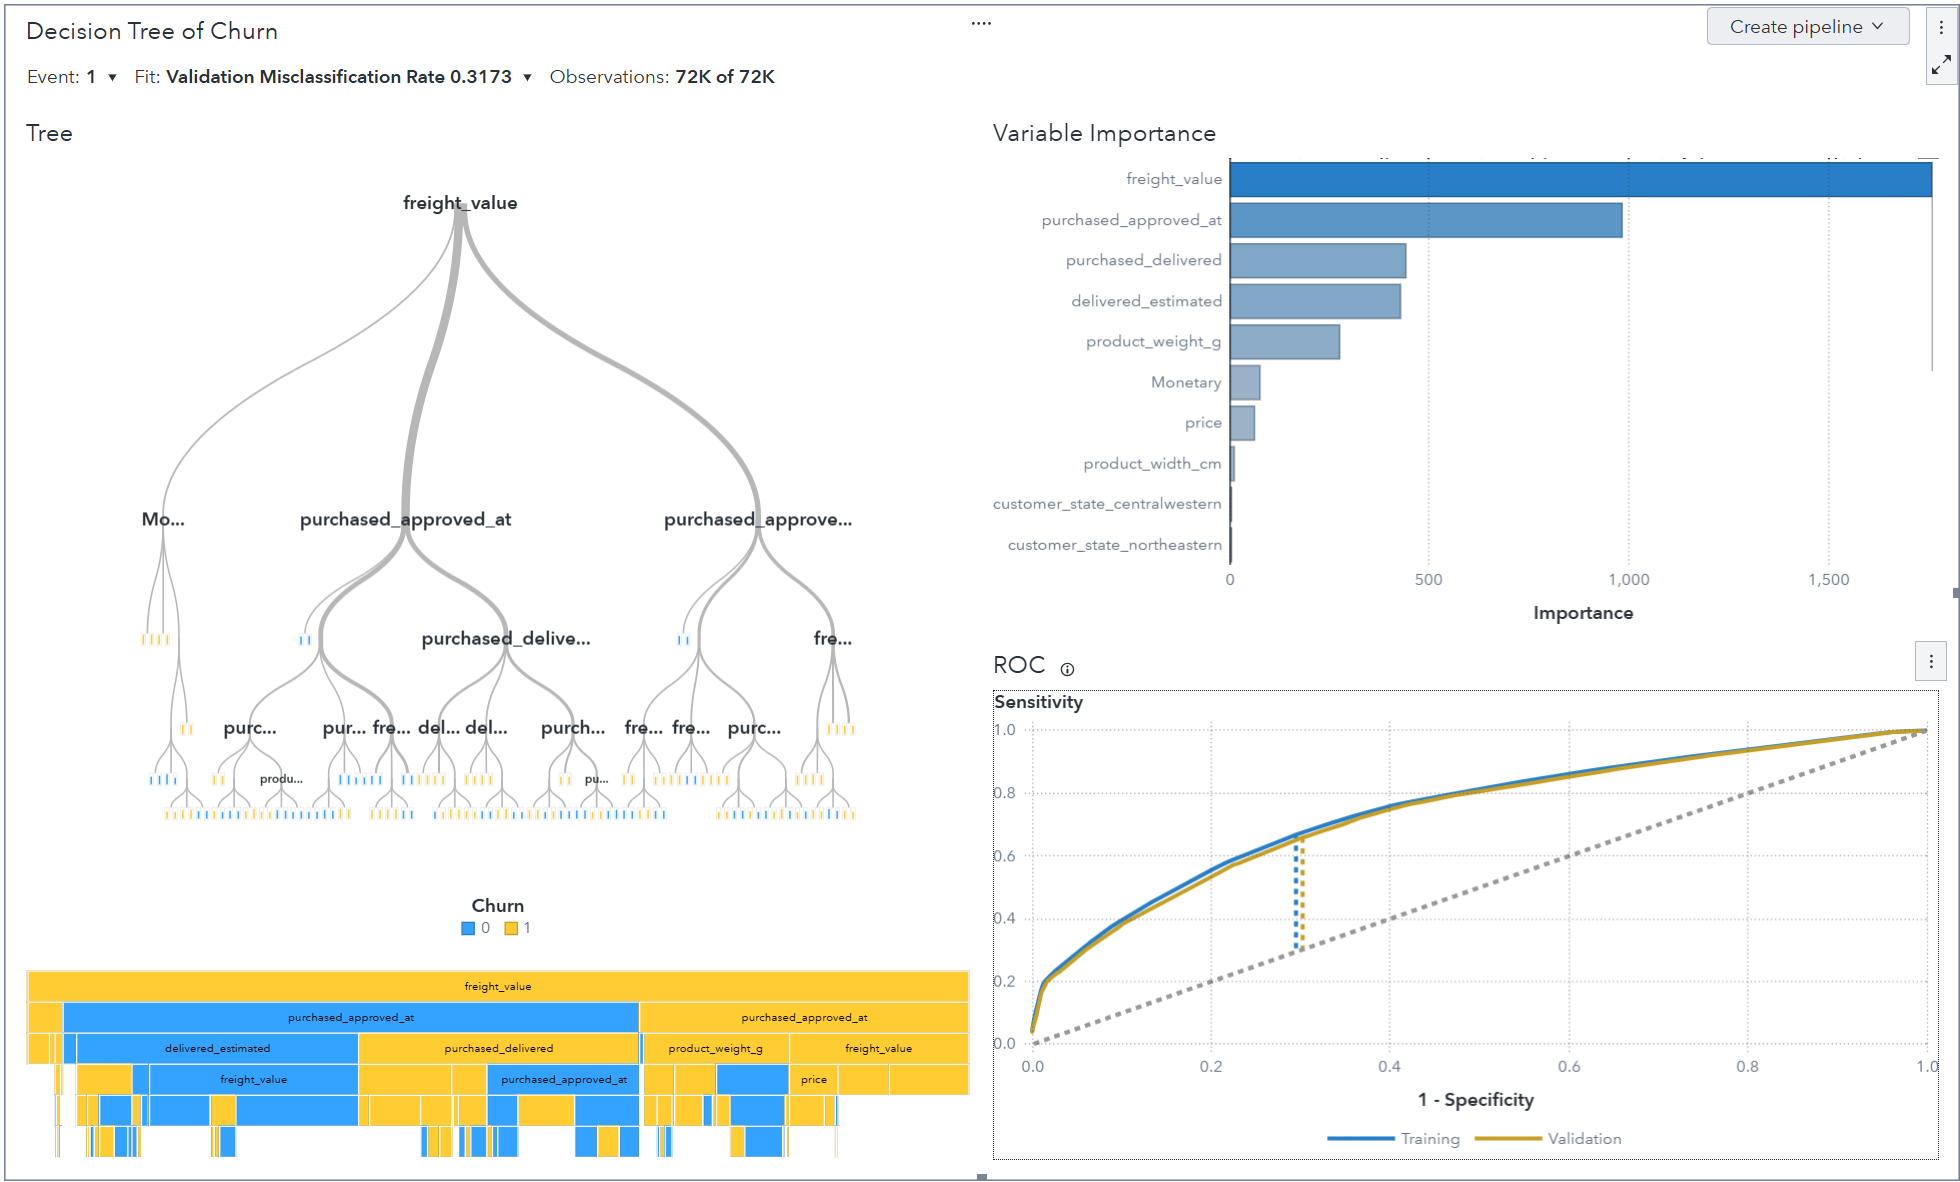 Decision Tree of Churn
Create pipeline
Event: 1 Fit: Validation Misclassification Rate 0.3173 Observations: 72K of 72K
Tree
freight_value
Mo... purchased_approved_at purchased_approve...
purchased_delive... fre...
purc... pur... fre... del... del... purch... fre... fre... purc...
produ... pu...
Churn
0 1
freight_value
purchased_approved_at purchased_approved_at
delivered_estimated purchased_delivered product_weight_g freight_value
freight_value purchased_approved_at price
Variable Importance
freight_value
purchased_approved_at
purchased_delivered
delivered_estimated
product_weight_g
Monetary
price
product_width_cm
customer_state_centralwestern
customer_state_northeastern
0 500 1,000 1,500
Importance
ROC
Sensitivity
1.0
0.8
0.6
0.4
0.2
0.0
0.0 0.2 0.4 0.6 0.8 1.0
1 - Specificity
Training Validation